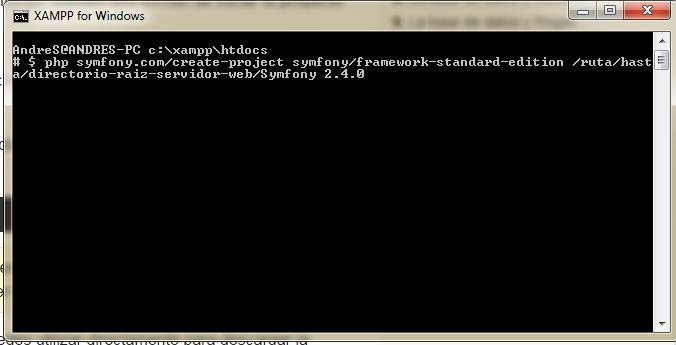 XAMPP for Windows
AndreS@ANDRES-PC c:\xampp\htdocs
# $ php symfony.com/create-project symfony/framework-standard-edition /ruta/hast
a/directorio-raiz-servidor-web/Symfony 2.4.0